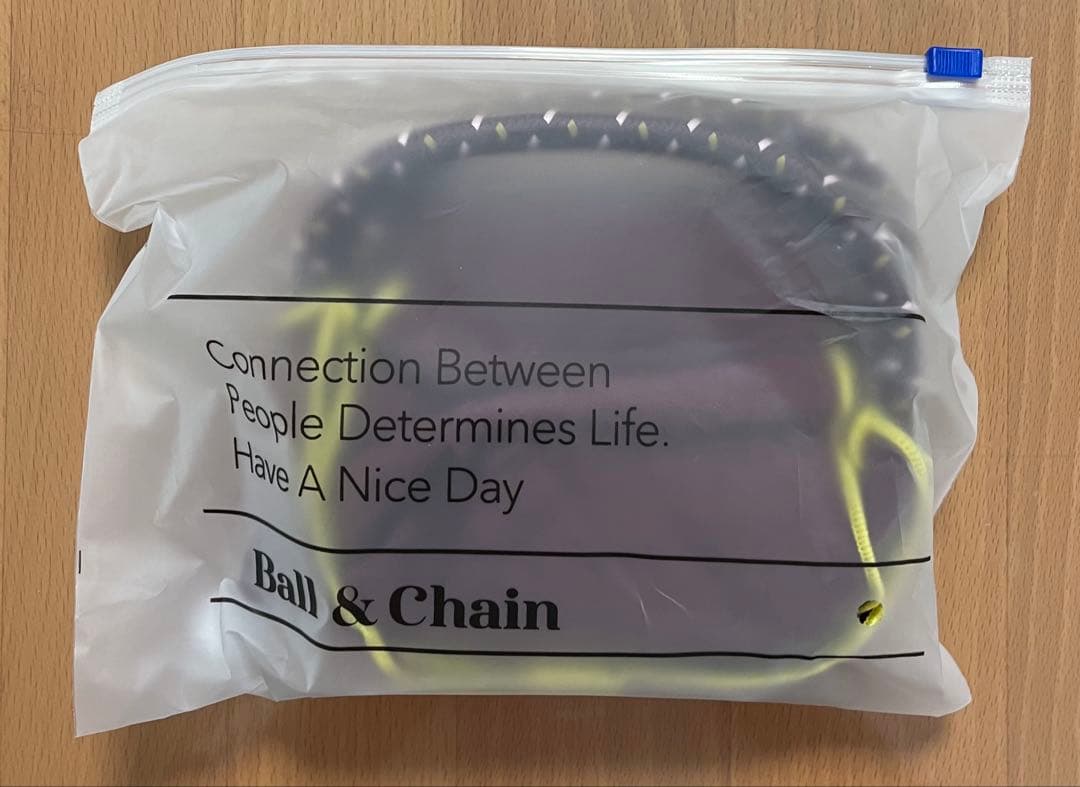 Connection Between
People Determines Life.
Have A Nice Day
Ball & Chain